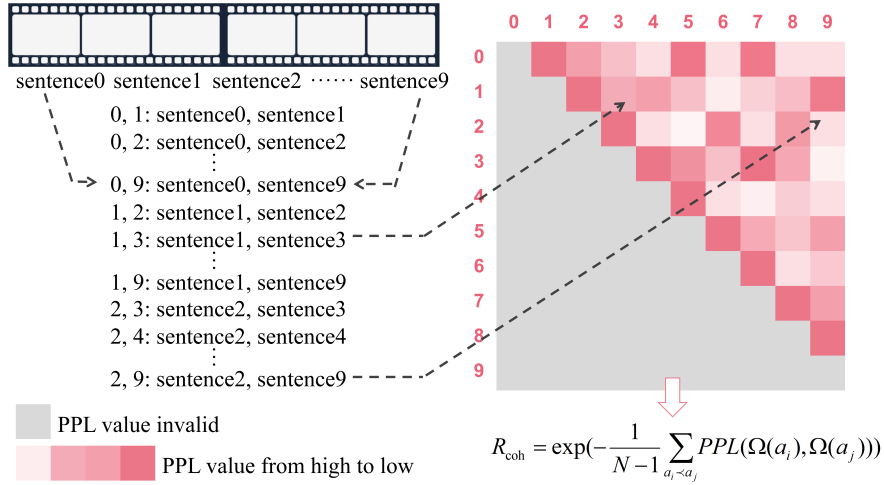 sentence0 sentence1 sentence2 ······ sentence9
0, 1: sentence0, sentence1
0, 2: sentence0, sentence2
⋮
0, 9: sentence0, sentence9
1, 2: sentence1, sentence2
1, 3: sentence1, sentence3
⋮
1, 9: sentence1, sentence9
2, 3: sentence2, sentence3
2, 4: sentence2, sentence4
⋮
2, 9: sentence2, sentence9
PPL value invalid
PPL value from high to low
0 1 2 3 4 5 6 7 8 9
0
1
2
3
4
5
6
7
8
9
R_coh = exp(-\frac{1}{N-1} \sum_{a_i \prec a_j} PPL(Ω(a_i), Ω(a_j)))